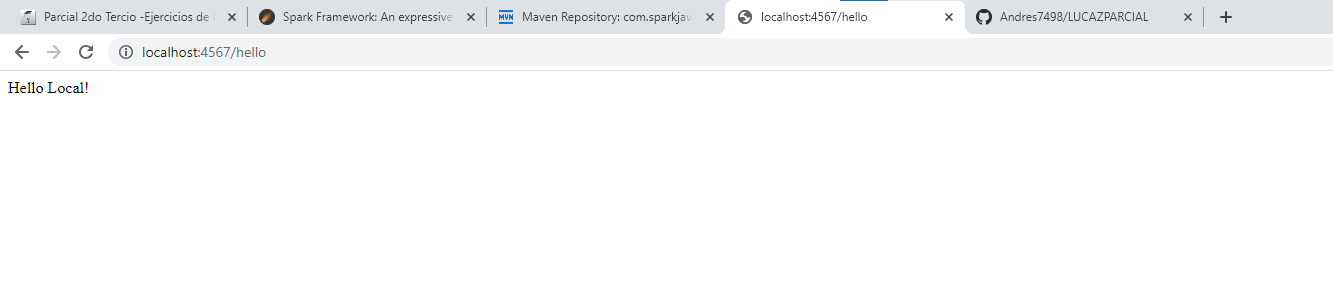 Parcial 2do Tercio -Ejercicios de
Spark Framework: An expressive
MVN Maven Repository: com.sparkjav
localhost:4567/hello
Andres7498/LUCAZPARCIAL
localhost:4567/hello
Hello Local!